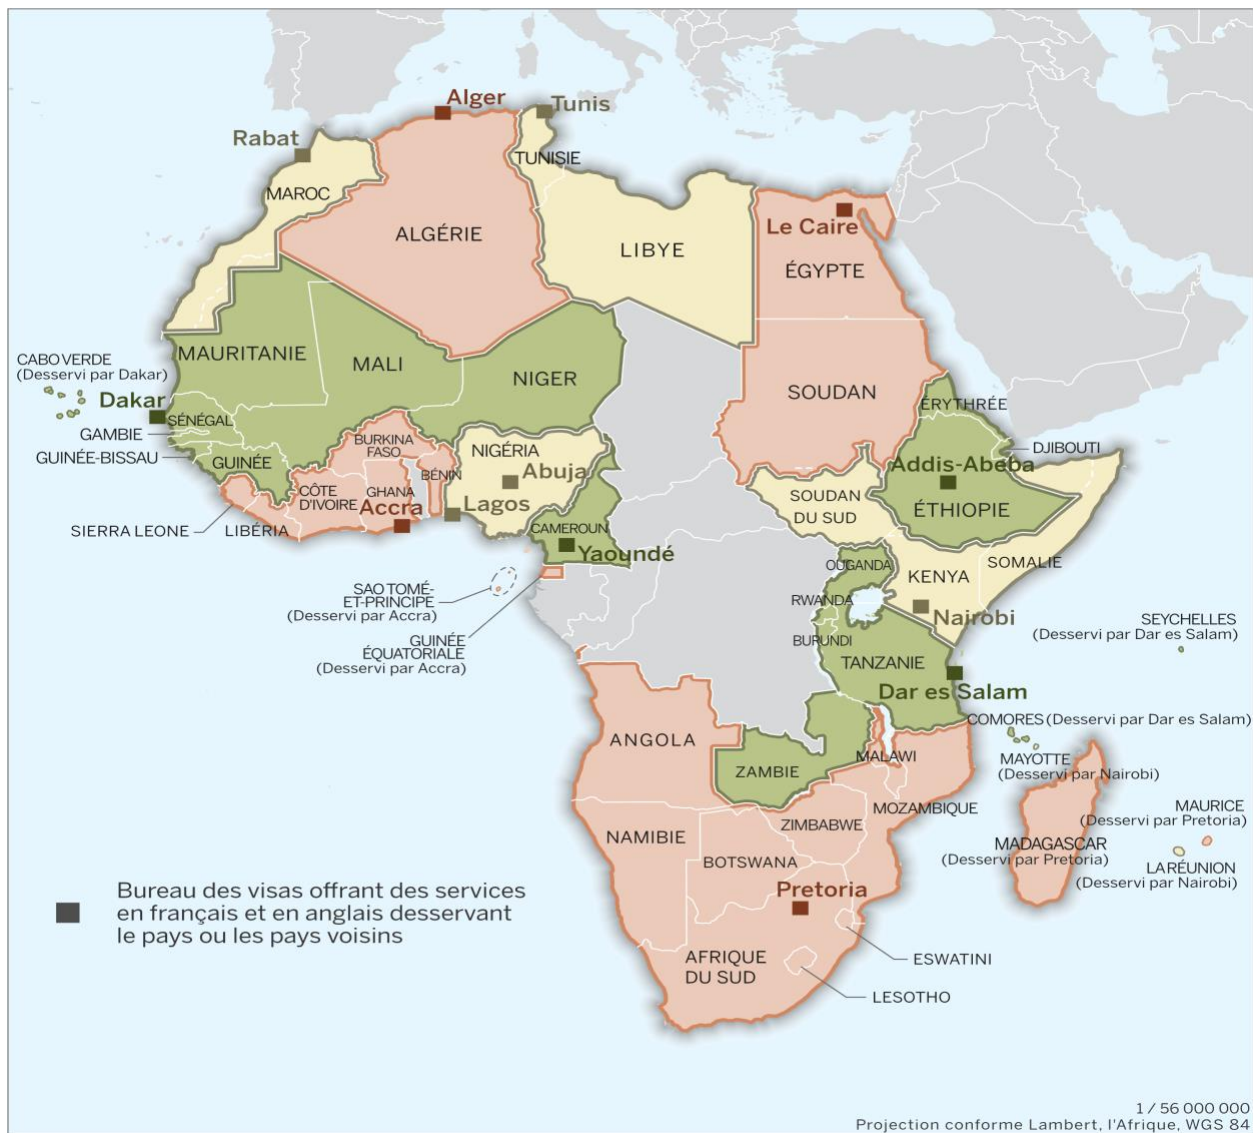 Alger
Tunis
Rabat
TUNISIE
MAROC
ALGÉRIE
LIBYE
Le Caire
ÉGYPTE
MAURITANIE
MALI
NIGER
SOUDAN
CABO VERDE
(Desservi par Dakar)
Dakar
SÉNÉGAL
GAMBIE
GUINÉE-BISSAU
GUINÉE
BURKINA
FASO
BÉNIN
NIGÉRIA
Abuja
ÉRYTHRÉE
DJIBOUTI
Addis-Abeba
ÉTHIOPIE
CÔTE
D'IVOIRE
GHANA
Accra
Lagos
SIERRA LEONE
LIBÉRIA
SOUDAN
DU SUD
CAMEROUN
Yaoundé
OUGANDA
KENYA
SOMALIE
SAO TOMÉ-
ET-PRINCIPE
(Desservi par Accra)
RWANDA
Nairobi
GUINÉE
ÉQUATORIALE
(Desservi par Accra)
BURUNDI
SEYCHELLES
(Desservi par Dar es Salam)
TANZANIE
Dar es Salam
COMORES (Desservi par Dar es Salam)
ANGOLA
ZAMBIE
MALAWI
MAYOTTE
(Desservi par Nairobi)
MOZAMBIQUE
MAURICE
(Desservi par Pretoria)
NAMIBIE
ZIMBABWE
MADAGASCAR
(Desservi par Pretoria)
BOTSWANA
LA RÉUNION
(Desservi par Nairobi)
Pretoria
Bureau des visas offrant des services
en français et en anglais desservant
le pays ou les pays voisins
AFRIQUE
DU SUD
ESWATINI
LESOTHO
1 / 56 000 000
Projection conforme Lambert, l'Afrique, WGS 84